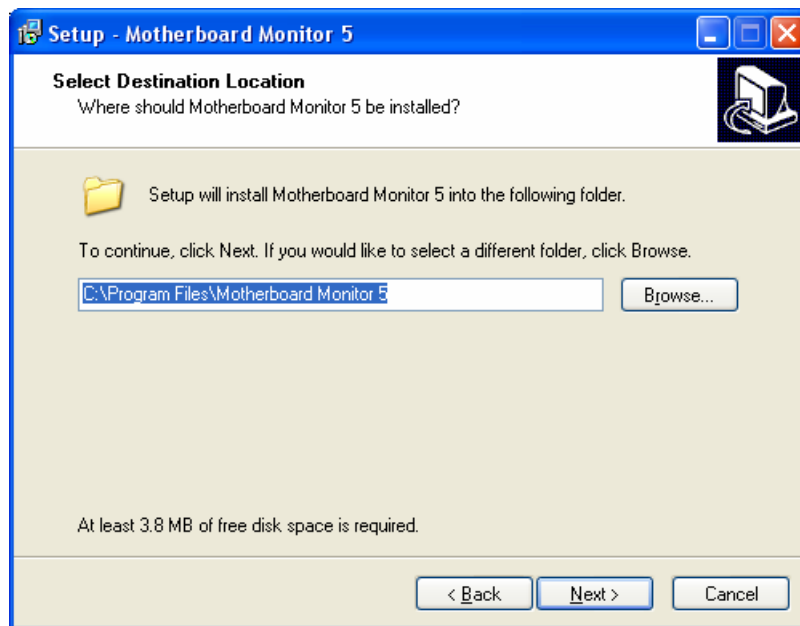 Setup - Motherboard Monitor 5
Select Destination Location
Where should Motherboard Monitor 5 be installed?
Setup will install Motherboard Monitor 5 into the following folder.
To continue, click Next. If you would like to select a different folder, click Browse.
C:\Program Files\Motherboard Monitor 5
Browse...
At least 3.8 MB of free disk space is required.
< Back
Next >
Cancel